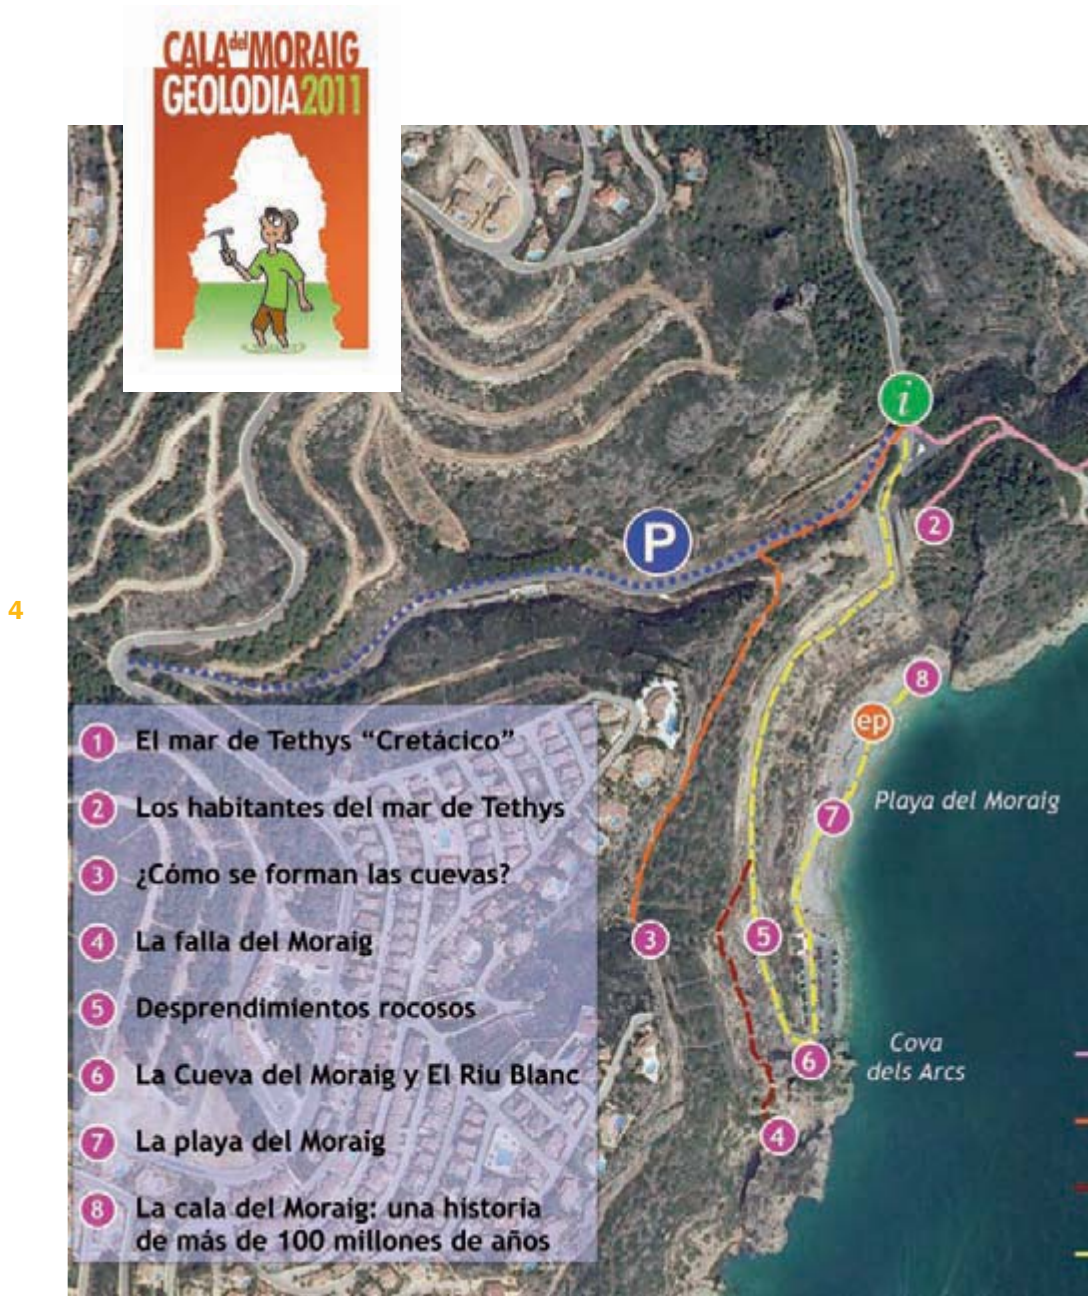 CALA del MORAIG
GEOLODIA 2011
i
P
2
8
ep
7
Playa del Moraig
3
5
6
Cova
dels Arcs
4
1 El mar de Tethys “Cretácico”
2 Los habitantes del mar de Tethys
3 ¿Cómo se forman las cuevas?
4 La falla del Moraig
5 Desprendimientos rocosos
6 La Cueva del Moraig y El Riu Blanc
7 La playa del Moraig
8 La cala del Moraig: una historia
de más de 100 millones de años
4